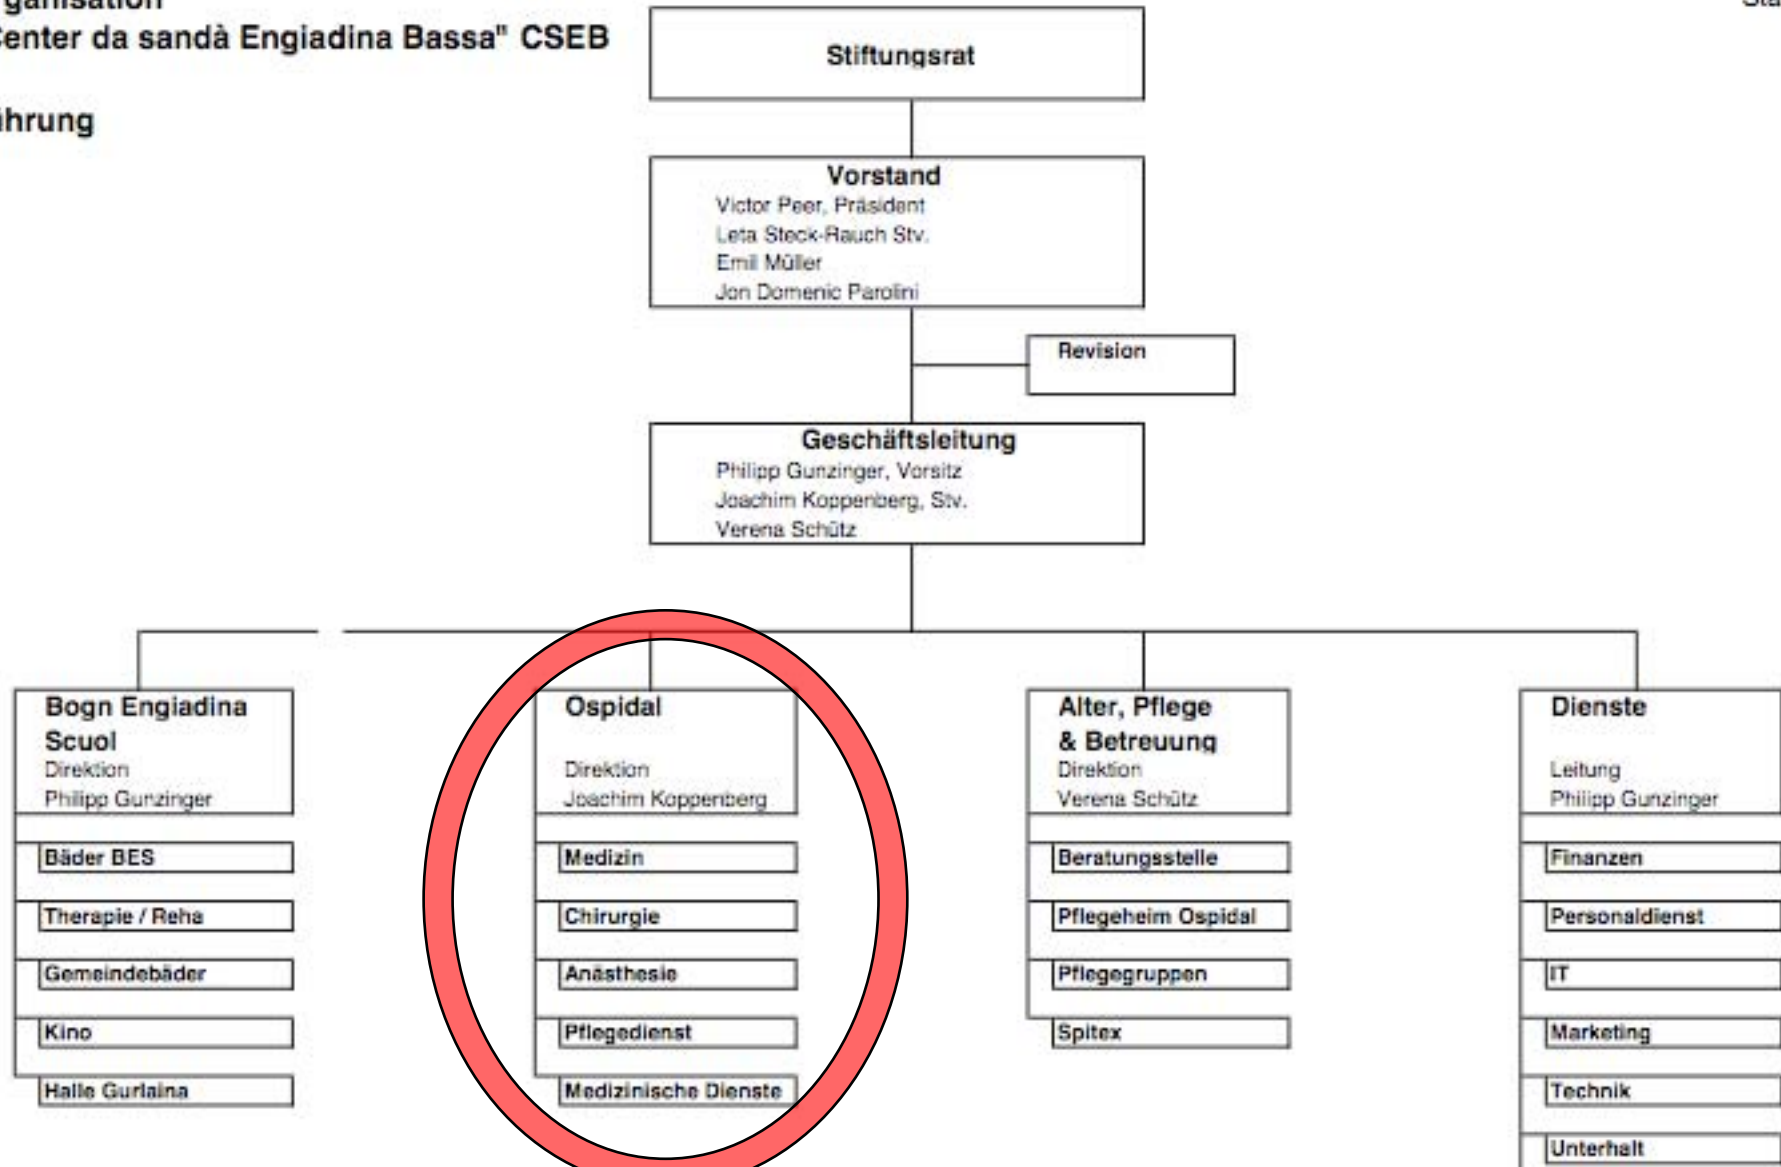 ganisation
Center da sandà Engiadina Bassa" CSEB
ührung
Sta
Stiftungsrat
Vorstand
Victor Peer, Präsident
Leta Steck-Rauch Stv.
Emil Müller
Jon Domenic Parolini
Revision
Geschäftsleitung
Philipp Gunzinger, Vorsitz
Joachim Koppenberg, Stv.
Verena Schütz
Bogn Engiadina
Scuol
Direktion
Philipp Gunzinger
Bäder BES
Therapie / Reha
Gemeindebäder
Kino
Halle Gurlaina
Ospidal
Direktion
Joachim Koppenberg
Medizin
Chirurgie
Anästhesie
Pflegedienst
Medizinische Dienste
Alter, Pflege
& Betreuung
Direktion
Verena Schütz
Beratungsstelle
Pflegeheim Ospidal
Pflegegruppen
Spitex
Dienste
Leitung
Philipp Gunzinger
Finanzen
Personaldienst
IT
Marketing
Technik
Unterhalt